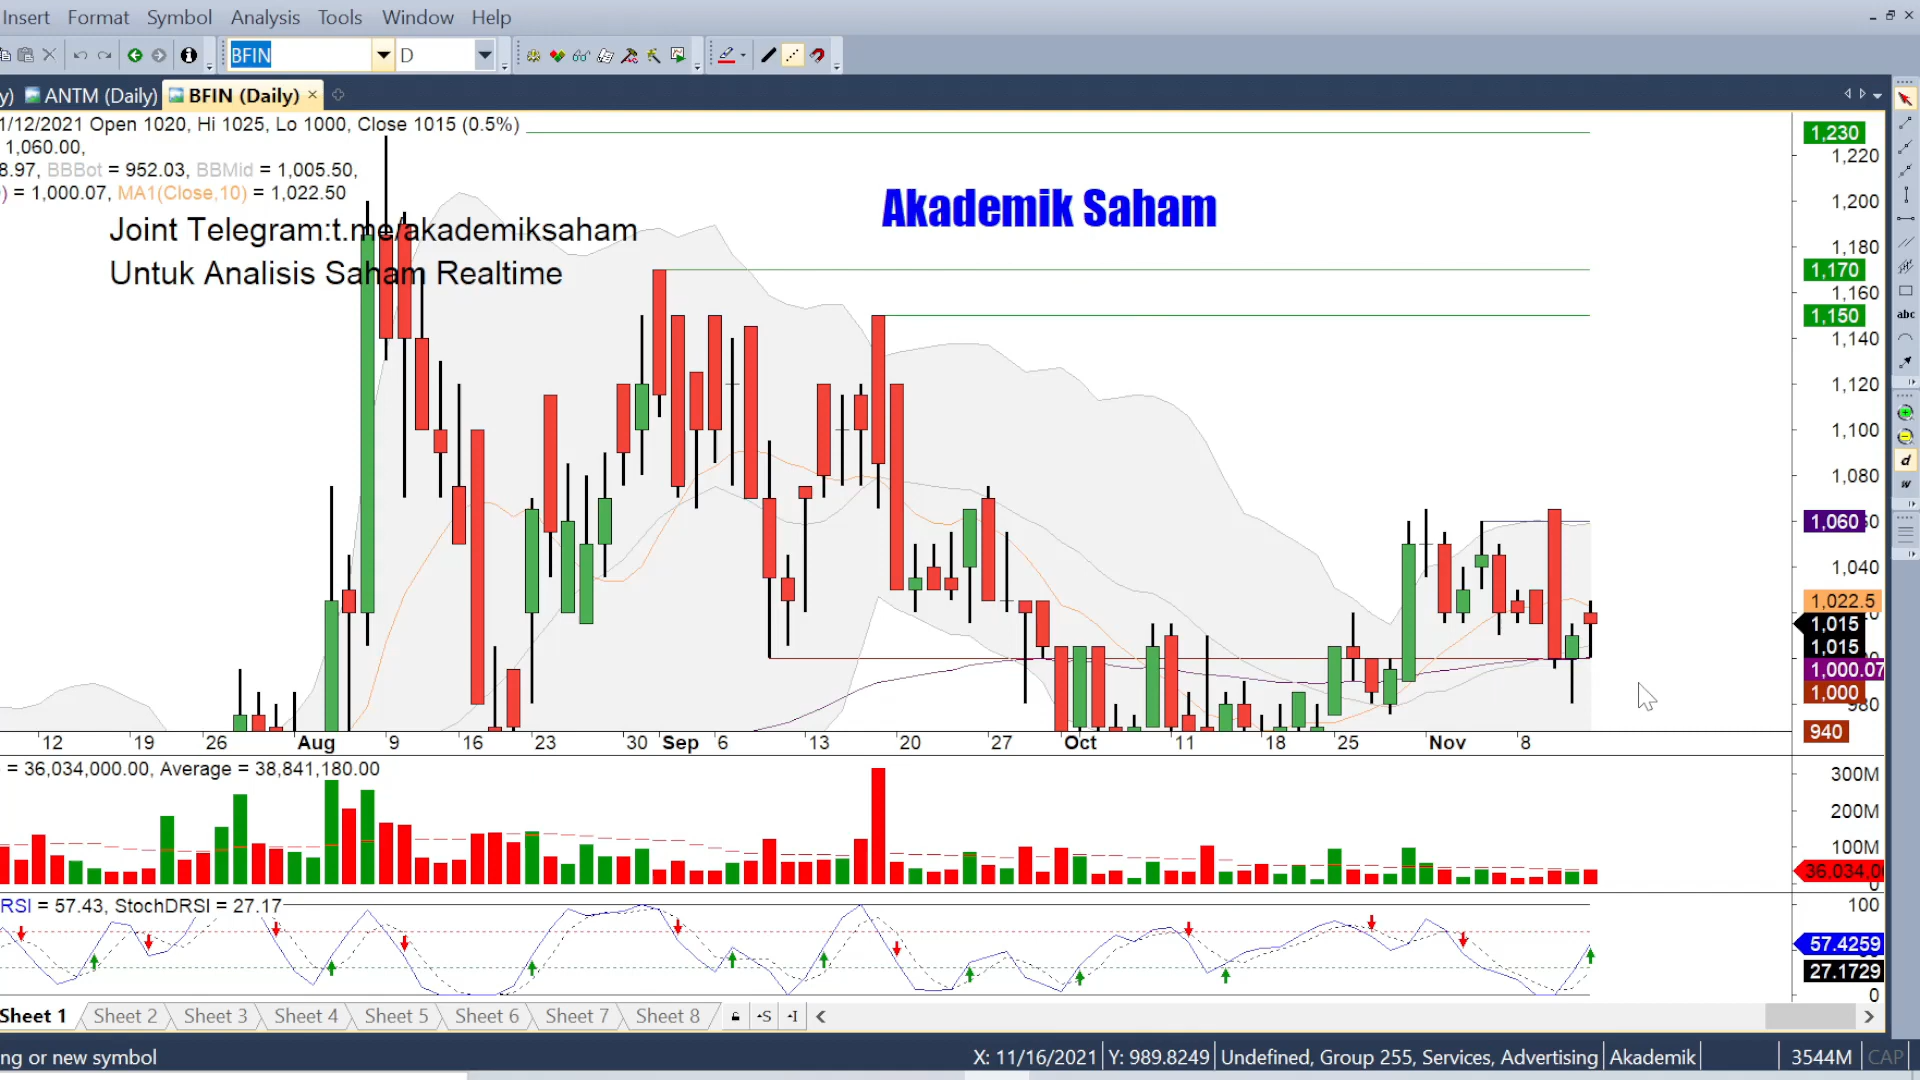 Insert Format Symbol Analysis Tools Window Help
BFIN D
y) ANTM (Daily) BFIN (Daily)
1/12/2021 Open 1020, Hi 1025, Lo 1000, Close 1015 (0.5%)
1,060.00,
8.97, BBBot = 952.03, BBMid = 1,005.50,
) = 1,000.07, MA1(Close,10) = 1,022.50
Joint Telegram:t.me/akademiksaham
Untuk Analisis Saham Realtime
Akademik Saham
1,230
1,220
1,200
1,180
1,170
1,160
1,150
1,140
1,120
1,100
1,080
1,060
1,040
1,022.5
1,015
1,015
1,000.07
1,000
980
940
abc
d
w
12 19 26 Aug 9 16 23 30 Sep 6 13 20 27 Oct 11 18 25 Nov 8
= 36,034,000.00, Average = 38,841,180.00
300M
200M
100M
36,034,0
0
RSI = 57.43, StochDRSI = 27.17
100
57.4259
27.1729
0
Sheet 1 Sheet 2 Sheet 3 Sheet 4 Sheet 5 Sheet 6 Sheet 7 Sheet 8 S I
ng or new symbol X: 11/16/2021 Y: 989.8249 Undefined, Group 255, Services, Advertising Akademik 3544M CAP